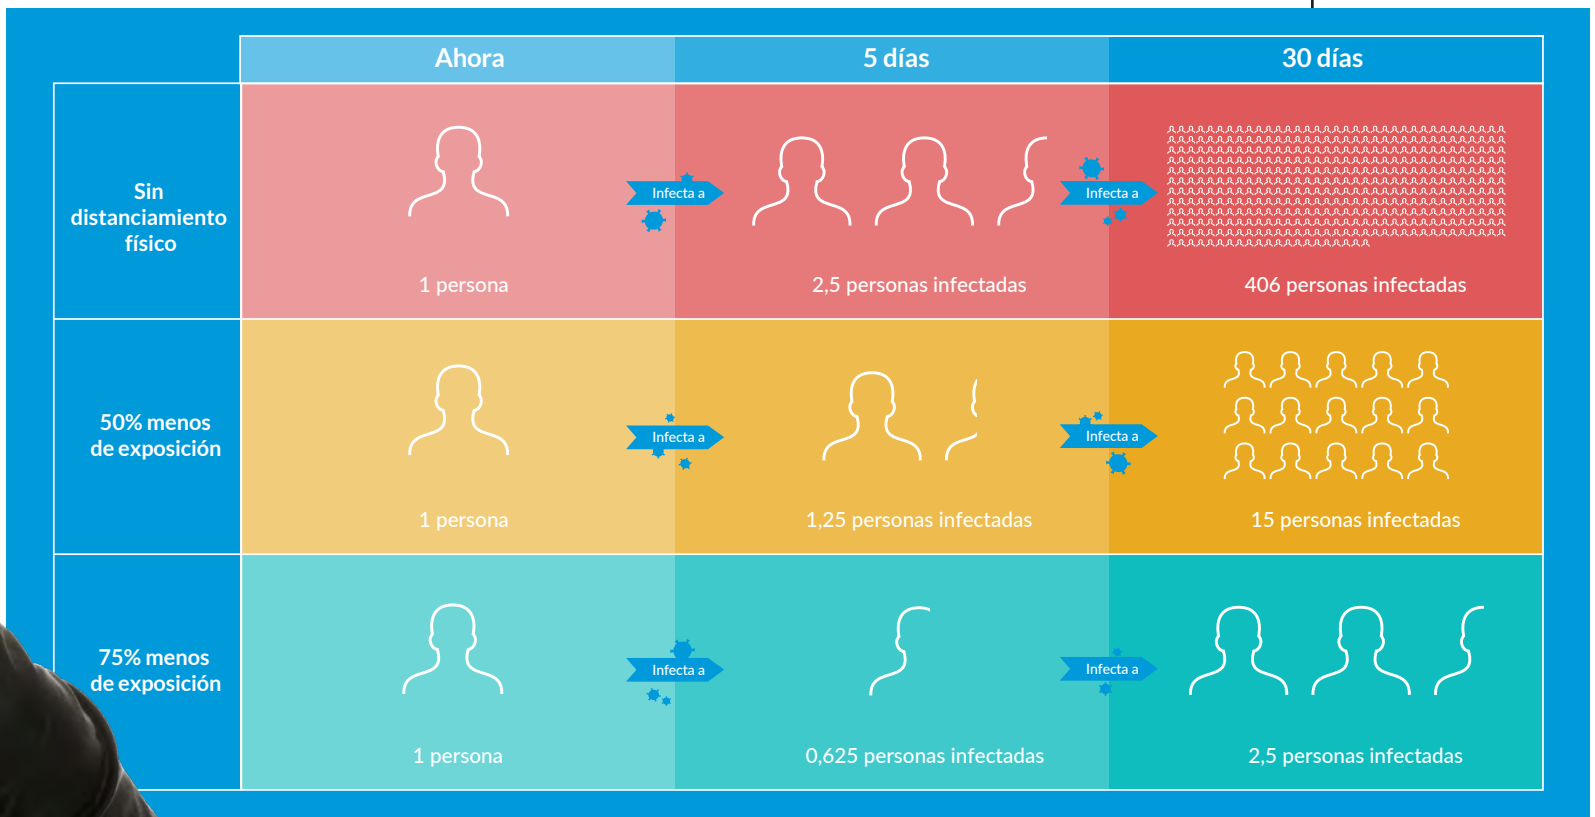 Ahora
5 días
30 días
Sin
distanciamiento
físico
Infecta a
Infecta a
1 persona
2,5 personas infectadas
406 personas infectadas
50% menos
de exposición
Infecta a
Infecta a
1 persona
1,25 personas infectadas
15 personas infectadas
75% menos
de exposición
Infecta a
Infecta a
1 persona
0,625 personas infectadas
2,5 personas infectadas